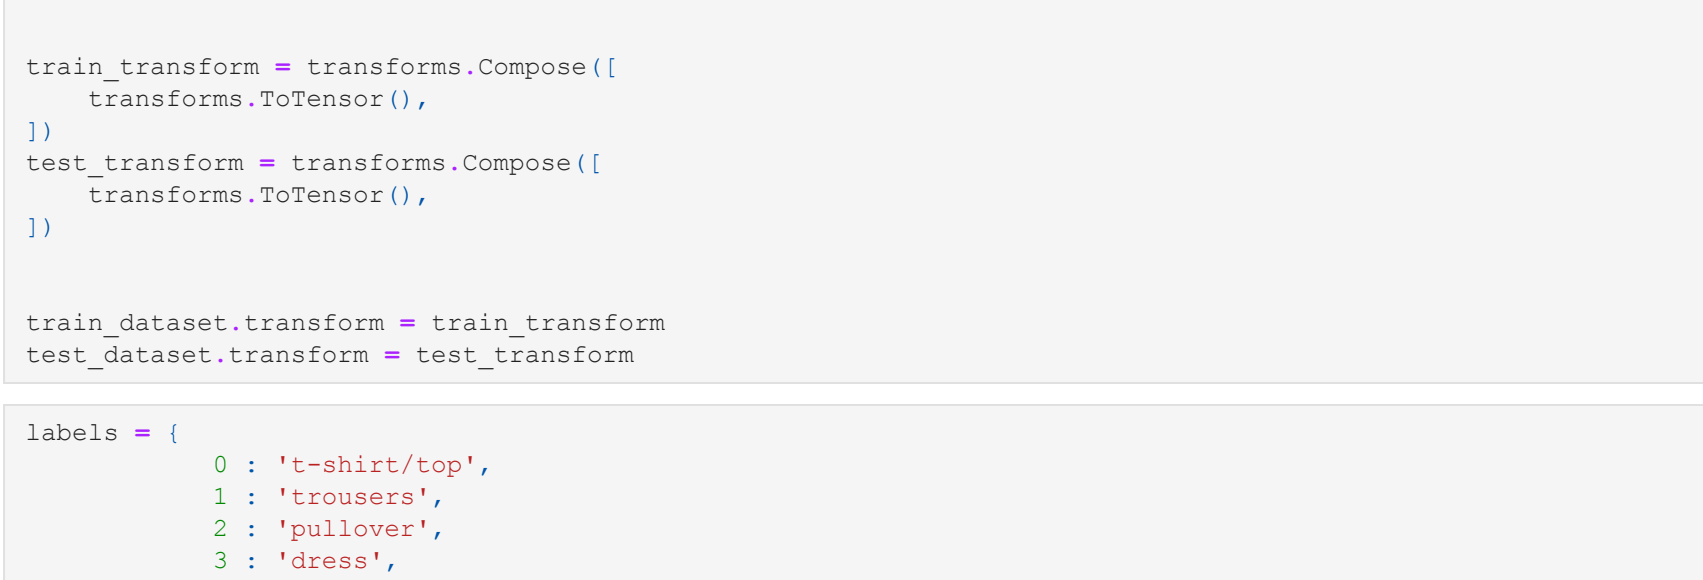 train_transform = transforms.Compose([
    transforms.ToTensor(),
])
test_transform = transforms.Compose([
    transforms.ToTensor(),
])
train_dataset.transform = train_transform
test_dataset.transform = test_transform
labels = {
            0 : 't-shirt/top',
            1 : 'trousers',
            2 : 'pullover',
            3 : 'dress',